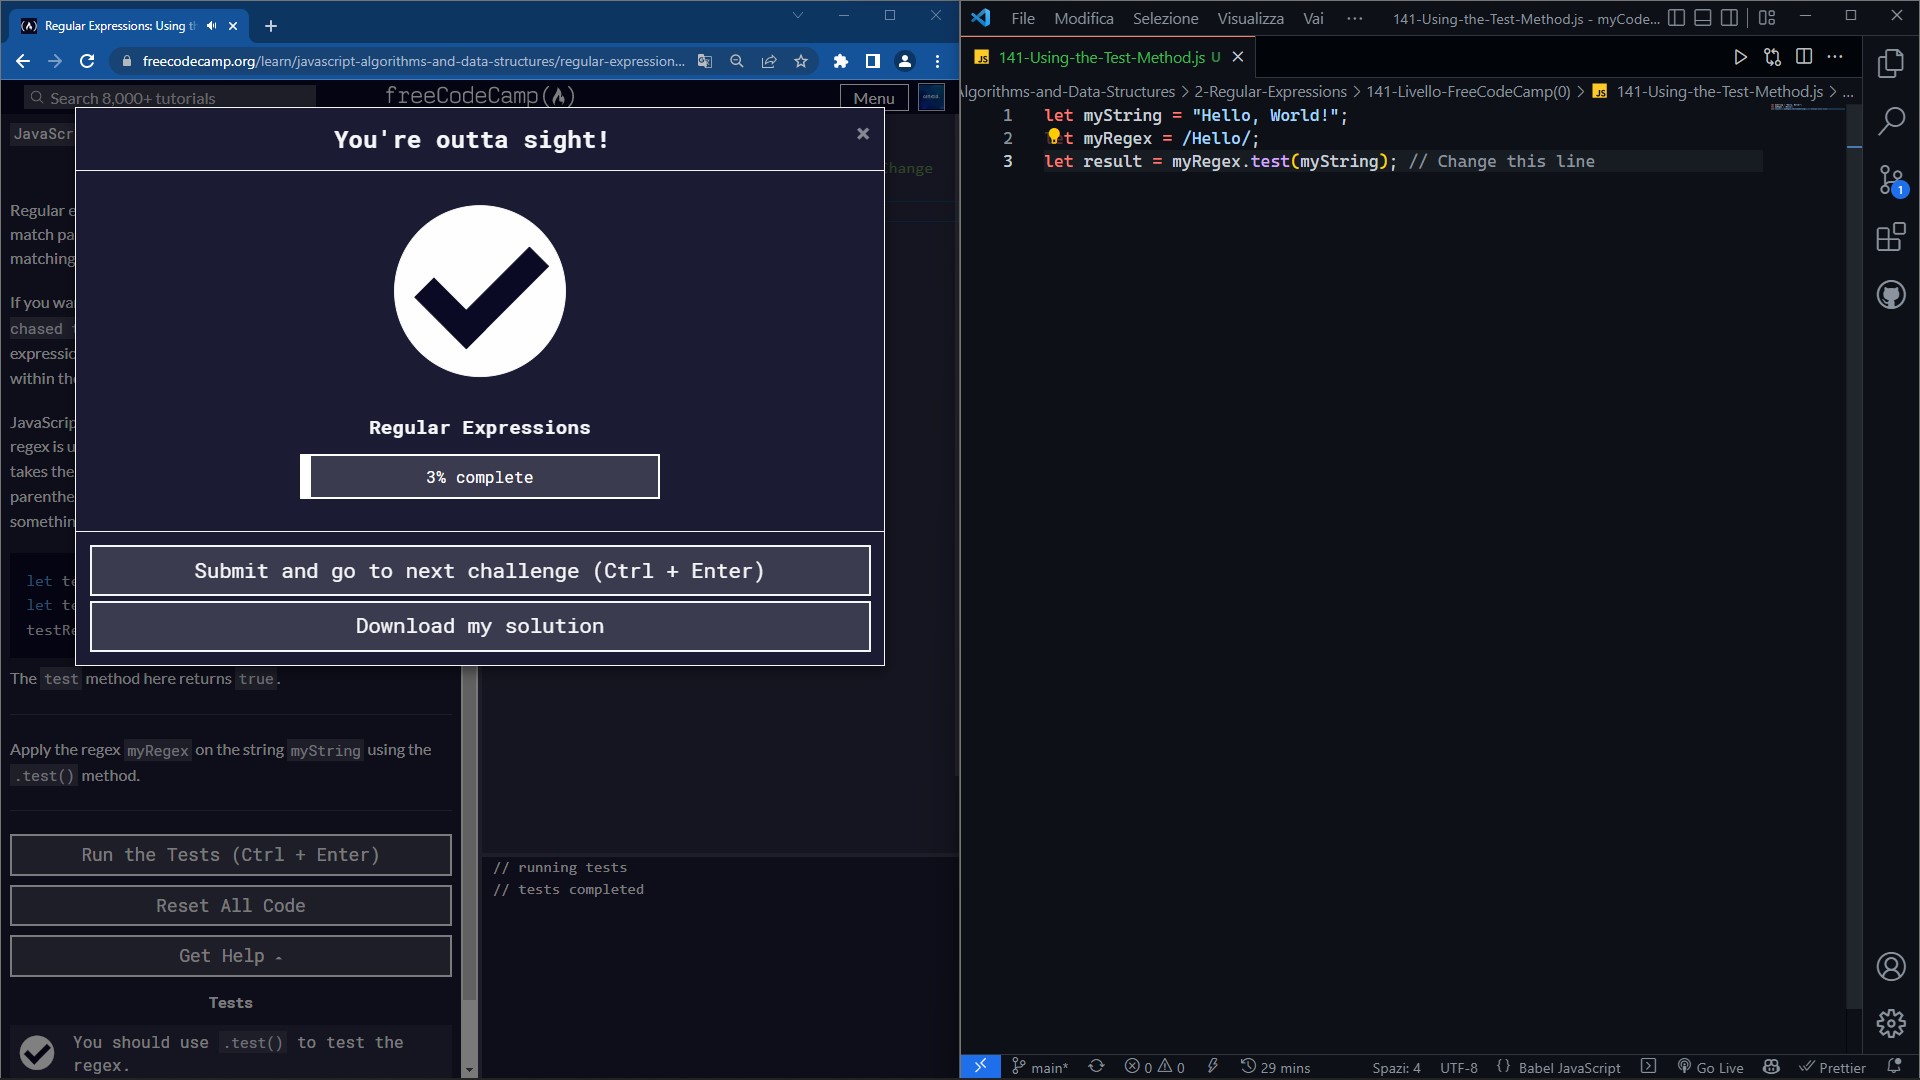 Regular Expressions: Using th
freecodecamp.org/learn/javascript-algorithms-and-data-structures/regular-expression...
Search 8,000+ tutorials
freeCodeCamp
Menu
JavaScr
hange
You're outta sight!
Regular Expressions
3% complete
Submit and go to next challenge (Ctrl + Enter)
Download my solution
Regular e
match pa
matching
If you wa
chased
expressio
within the
JavaScrip
regex is u
takes the
parenthe
somethin
let te
let te
testRe
The test method here returns true.
Apply the regex myRegex on the string myString using the
.test() method.
Run the Tests (Ctrl + Enter)
Reset All Code
Get Help
Tests
You should use .test() to test the
regex.
// running tests
// tests completed
File Modifica Selezione Visualizza Vai ··· 141-Using-the-Test-Method.js - myCode...
141-Using-the-Test-Method.js U
lgorithms-and-Data-Structures > 2-Regular-Expressions > 141-Livello-FreeCodeCamp(0) > JS 141-Using-the-Test-Method.js > ...
1 let myString = "Hello, World!";
2 let myRegex = /Hello/;
3 let result = myRegex.test(myString); // Change this line
1
main* 0 0 29 mins Spazi: 4 UTF-8 {} Babel JavaScript Go Live Prettier